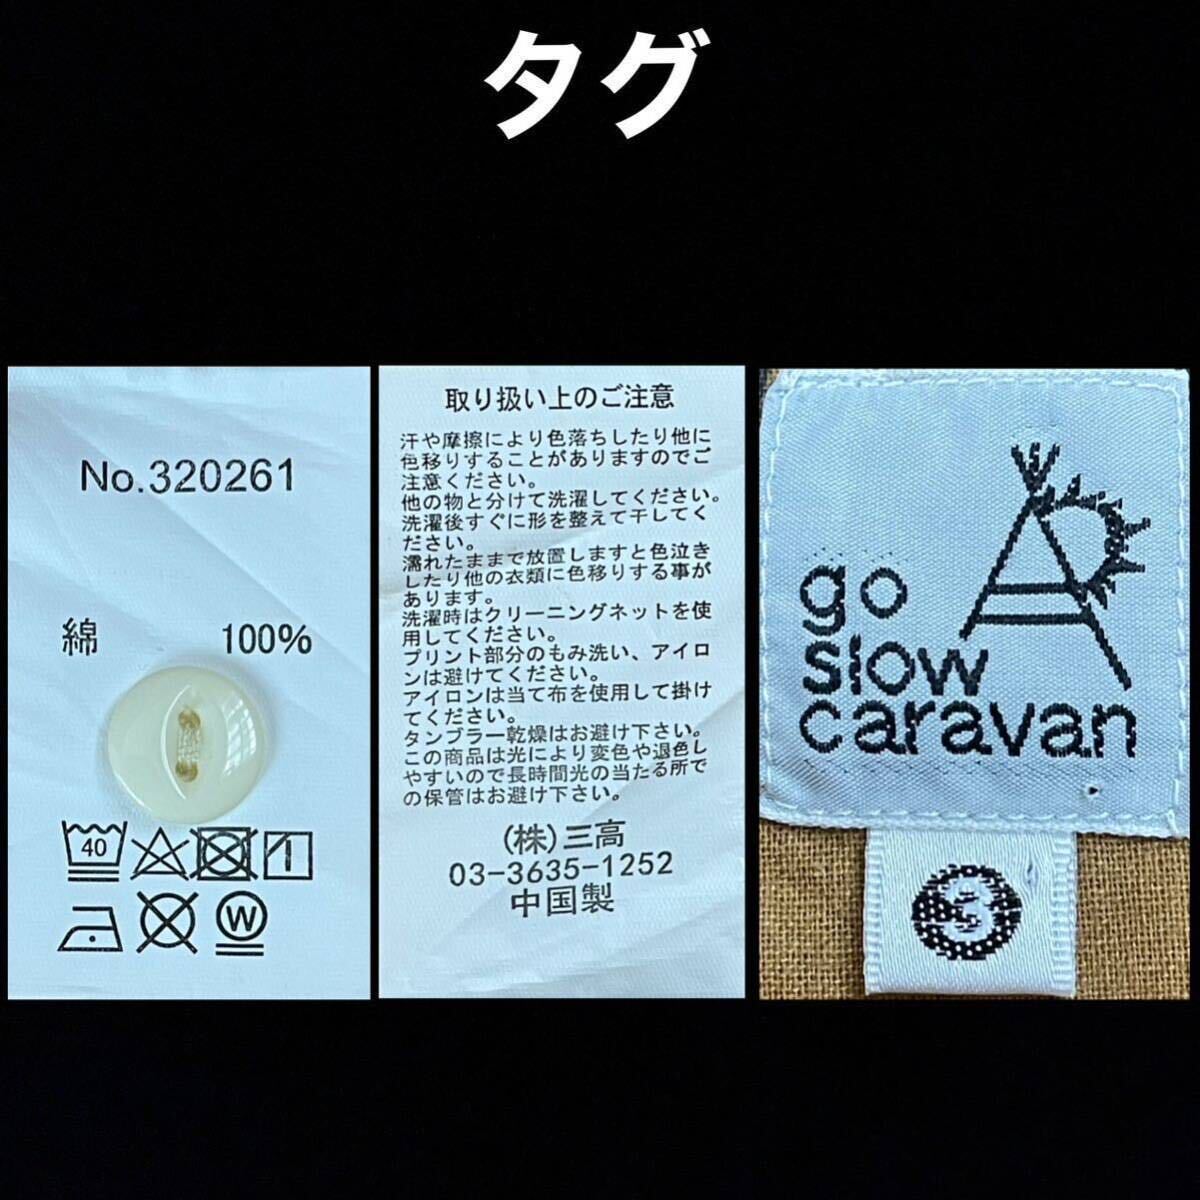 タグ
No.320261
綿 100%
40
W
取り扱い上のご注意
汗や摩擦により色落ちしたり他に
色移りすることがありますのでご
注意ください。
他の物と分けて洗濯してください。
洗濯後すぐに形を整えて干してく
ださい。
濡れたままで放置しますと色泣き
したり他の衣類に色移りする事が
あります。
洗濯時はクリーニングネットを使
用してください。
プリント部分のもみ洗い、アイロ
ンは避けてください。
アイロンは当て布を使用して掛け
てください。
タンブラー乾燥はお避け下さい。
この商品は光により変色や退色し
やすいので長時間光の当たる所で
の保管はお避け下さい。
(株)三高
03-3635-1252
中国製
go
slow
caravan
S